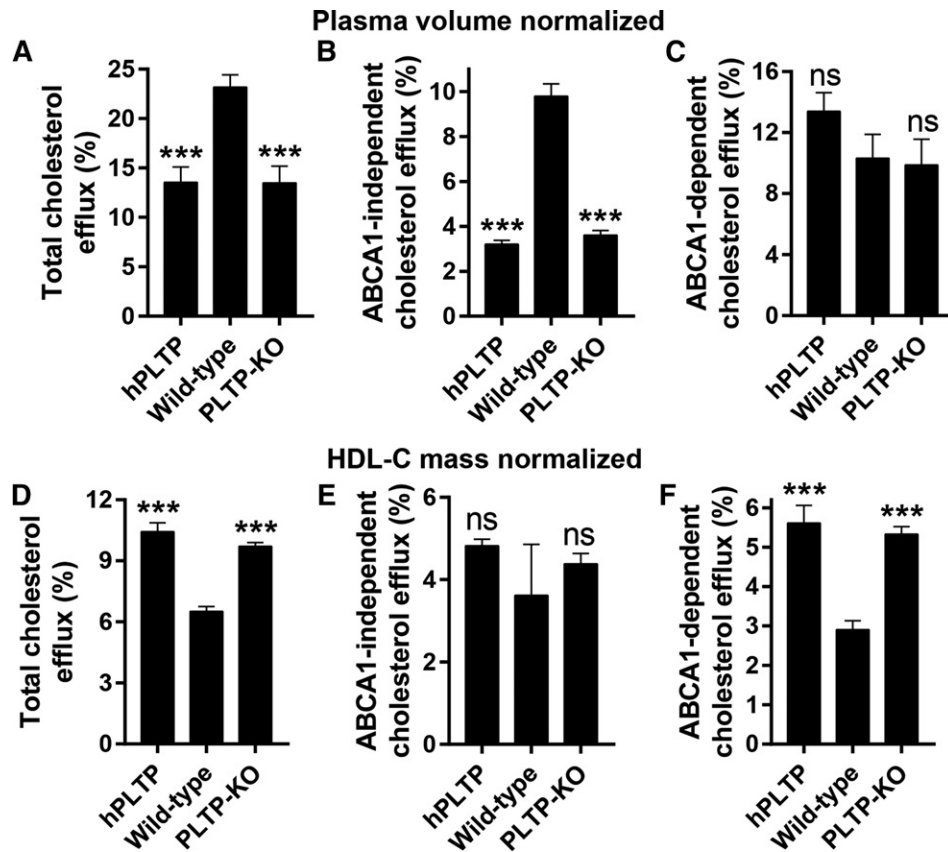 Plasma volume normalized
A
Total cholesterol
efflux (%)
25
20
15
10
5
0
***
***
hPLTP
Wild-type
PLTP-KO
B
ABCA1-independent
cholesterol efflux (%)
10
8
6
4
2
0
***
***
hPLTP
Wild-type
PLTP-KO
C
ABCA1-dependent
cholesterol efflux (%)
16
12
8
4
0
ns
ns
hPLTP
Wild-type
PLTP-KO
HDL-C mass normalized
D
Total cholesterol
efflux (%)
12
9
6
3
0
***
***
hPLTP
Wild-type
PLTP-KO
E
ABCA1-independent
cholesterol efflux (%)
6
4
2
0
ns
ns
hPLTP
Wild-type
PLTP-KO
F
ABCA1-dependent
cholesterol efflux (%)
6
5
3
2
0
***
***
hPLTP
Wild-type
PLTP-KO